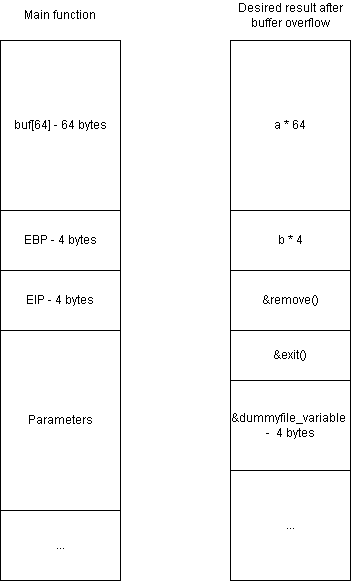 Main function
Desired result after
buffer overflow
buf[64] - 64 bytes
a * 64
EBP - 4 bytes
b * 4
EIP - 4 bytes
&remove()
&exit()
Parameters
&dummyfile_variable
- 4 bytes
...
...